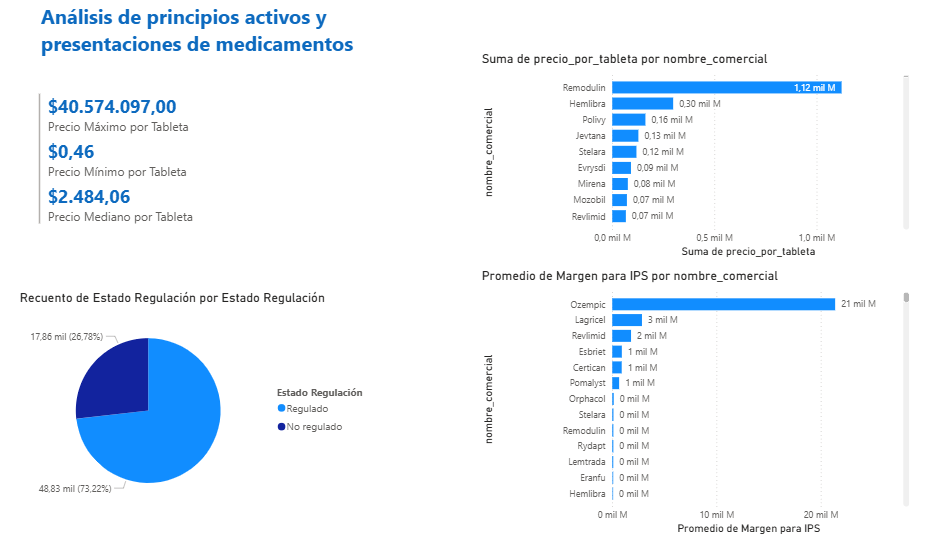 Análisis de principios activos y
presentaciones de medicamentos
$40.574.097,00
Precio Máximo por Tableta
$0,46
Precio Mínimo por Tableta
$2.484,06
Precio Mediano por Tableta
Suma de precio_por_tableta por nombre_comercial
nombre_comercial
Remodulin 1,12 mil M
Hemlibra 0,30 mil M
Polivy 0,16 mil M
Jevtana 0,13 mil M
Stelara 0,12 mil M
Evrysdi 0,09 mil M
Mirena 0,08 mil M
Mozobil 0,07 mil M
Revlimid 0,07 mil M
0,0 mil M 0,5 mil M 1,0 mil M
Suma de precio_por_tableta
Recuento de Estado Regulación por Estado Regulación
17,86 mil (26,78%)
48,83 mil (73,22%)
Estado Regulación
Regulado
No regulado
Promedio de Margen para IPS por nombre_comercial
nombre_comercial
Ozempic 21 mil M
Lagricel 3 mil M
Revlimid 2 mil M
Esbriet 1 mil M
Certican 1 mil M
Pomalyst 1 mil M
Orphacol 0 mil M
Stelara 0 mil M
Remodulin 0 mil M
Rydapt 0 mil M
Lemtrada 0 mil M
Eranfu 0 mil M
Hemlibra 0 mil M
0 mil M 10 mil M 20 mil M
Promedio de Margen para IPS